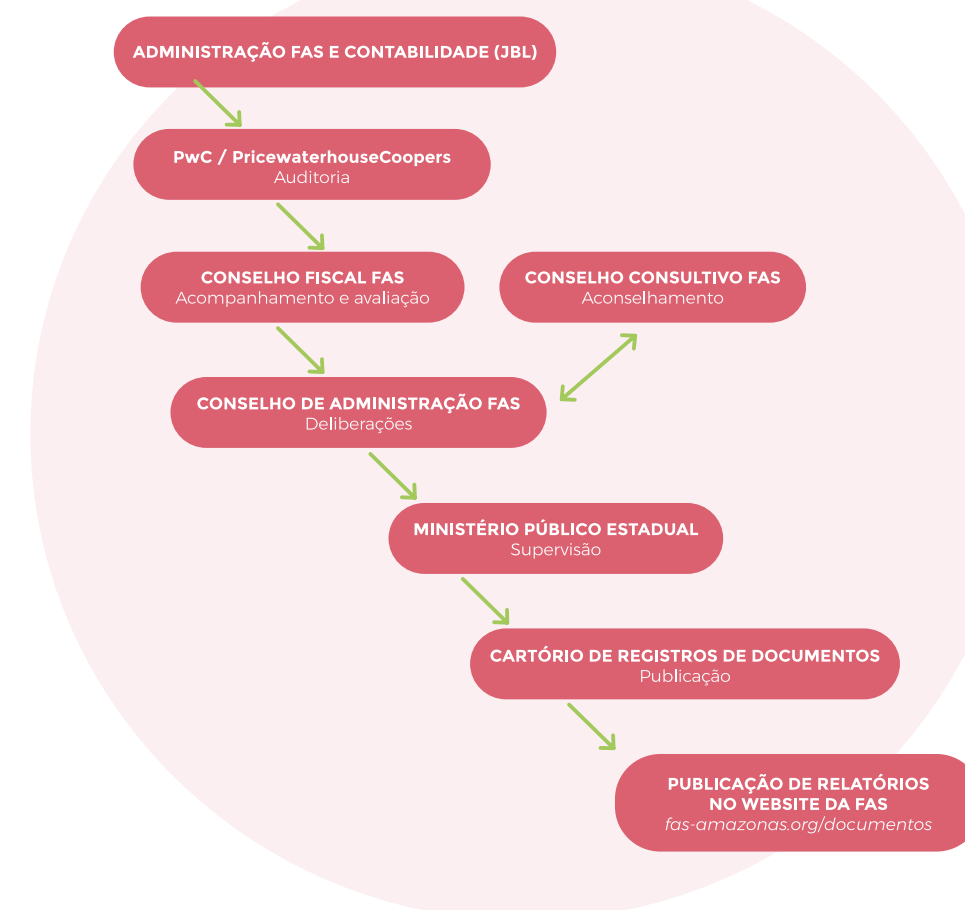 ADMINISTRAÇÃO FAS E CONTABILIDADE (JBL)
PwC / PricewaterhouseCoopers
Auditoria
CONSELHO FISCAL FAS
Acompanhamento e avaliação
CONSELHO CONSULTIVO FAS
Aconselhamento
CONSELHO DE ADMINISTRAÇÃO FAS
Deliberações
MINISTÉRIO PÚBLICO ESTADUAL
Supervisão
CARTÓRIO DE REGISTROS DE DOCUMENTOS
Publicação
PUBLICAÇÃO DE RELATÓRIOS
NO WEBSITE DA FAS
fas-amazonas.org/documentos